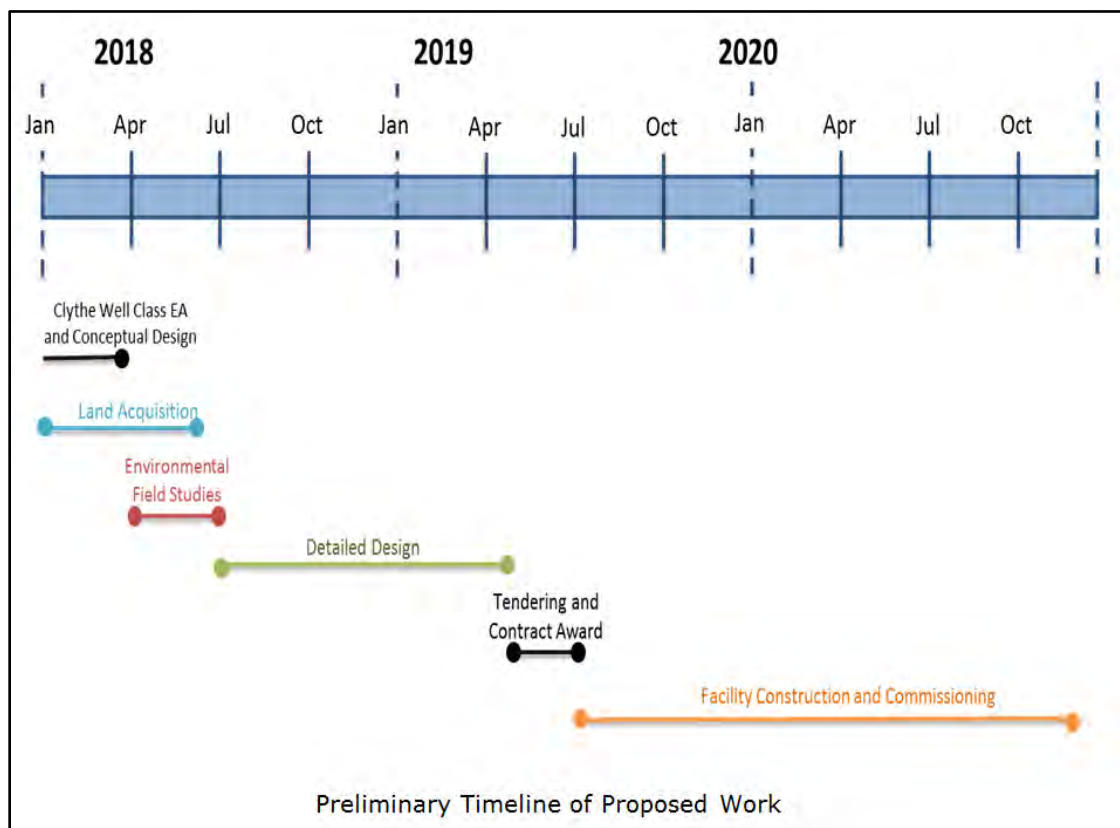 2018 2019 2020
Jan Apr Jul Oct Jan Apr Jul Oct Jan Apr Jul Oct
Clythe Well Class EA
and Conceptual Design
Land Acquisition
Environmental
Field Studies
Detailed Design
Tendering and
Contract Award
Facility Construction and Commissioning
Preliminary Timeline of Proposed Work